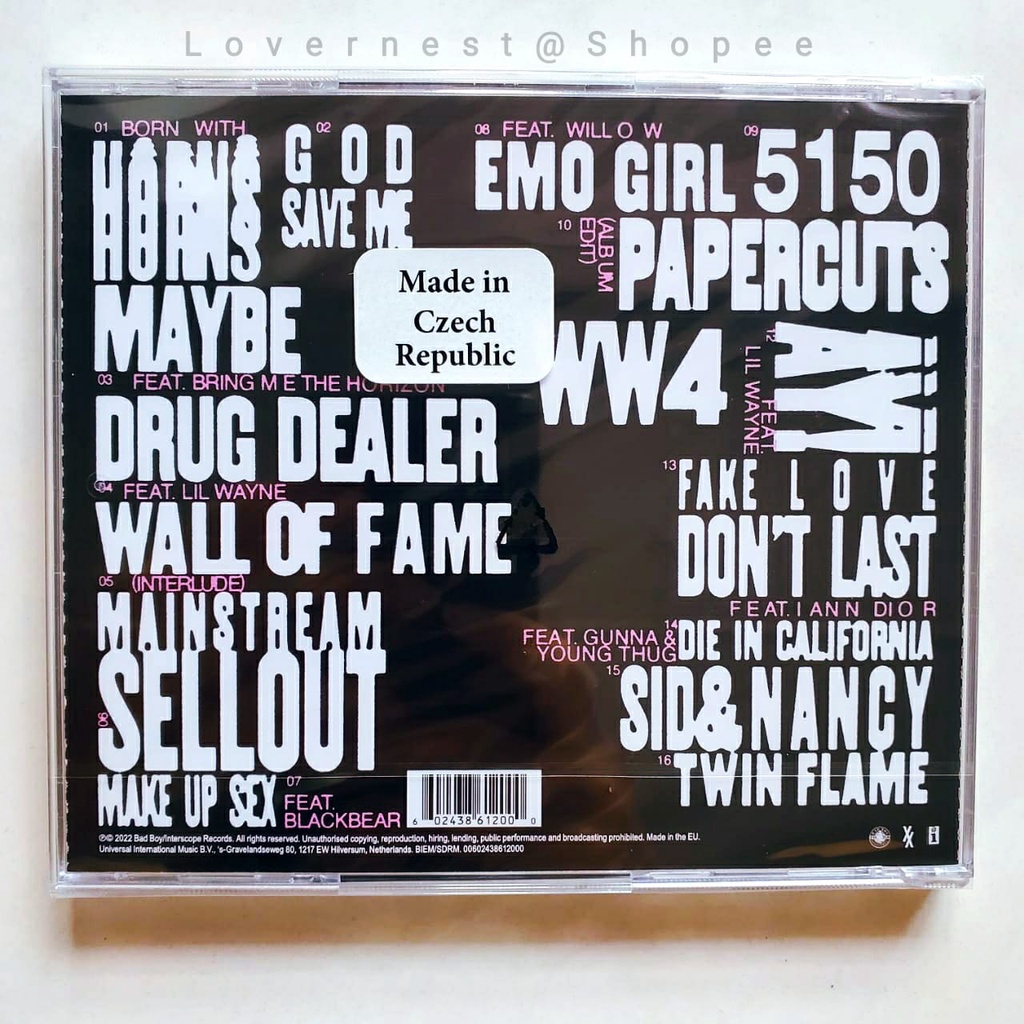 Lovernest@Shopee
01 BORN WITH
HORNS
02
GOD
SAVE ME
MAYBE
03 FEAT. BRING ME THE HORIZON
DRUG DEALER
04 FEAT. LIL WAYNE
WALL OF FAME
05 (INTERLUDE)
MAINSTREAM
SELLOUT
06
MAKE UP SEX
07
FEAT.
BLACKBEAR
Made in
Czech
Republic
08 FEAT. WILLOW
EMO GIRL
09
5150
10
(ALBUM
EDIT)
PAPERCUTS
WW4
12
AY!
FEAT.
LIL WAYNE
13
FAKE LOVE
DON'T LAST
FEAT. IANN DIOR
14
DIE IN CALIFORNIA
FEAT. GUNNA &
YOUNG THUG
15
SID & NANCY
16
TWIN FLAME
6 02438 61200 0
℗© 2022 Bad Boy/Interscope Records. All rights reserved. Unauthorised copying, reproduction, hiring, lending, public performance and broadcasting prohibited. Made in the EU.
Universal International Music B.V., 's-Gravelandseweg 80, 1217 EW Hilversum, Netherlands. BIEM/SDRM. 00602438612000